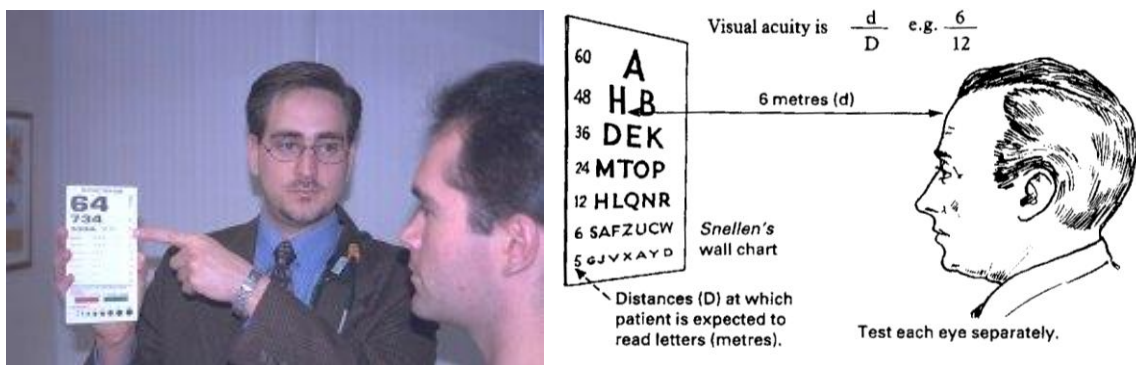 64
734
Visual acuity is d/D e.g. 6/12
60 A
48 H B
6 metres (d)
36 DEK
24 MTOP
12 HLQNR
6 SAFZUCW
5 GJVXAYD
Snellen's
wall chart
Distances (D) at which
patient is expected to
read letters (metres).
Test each eye separately.